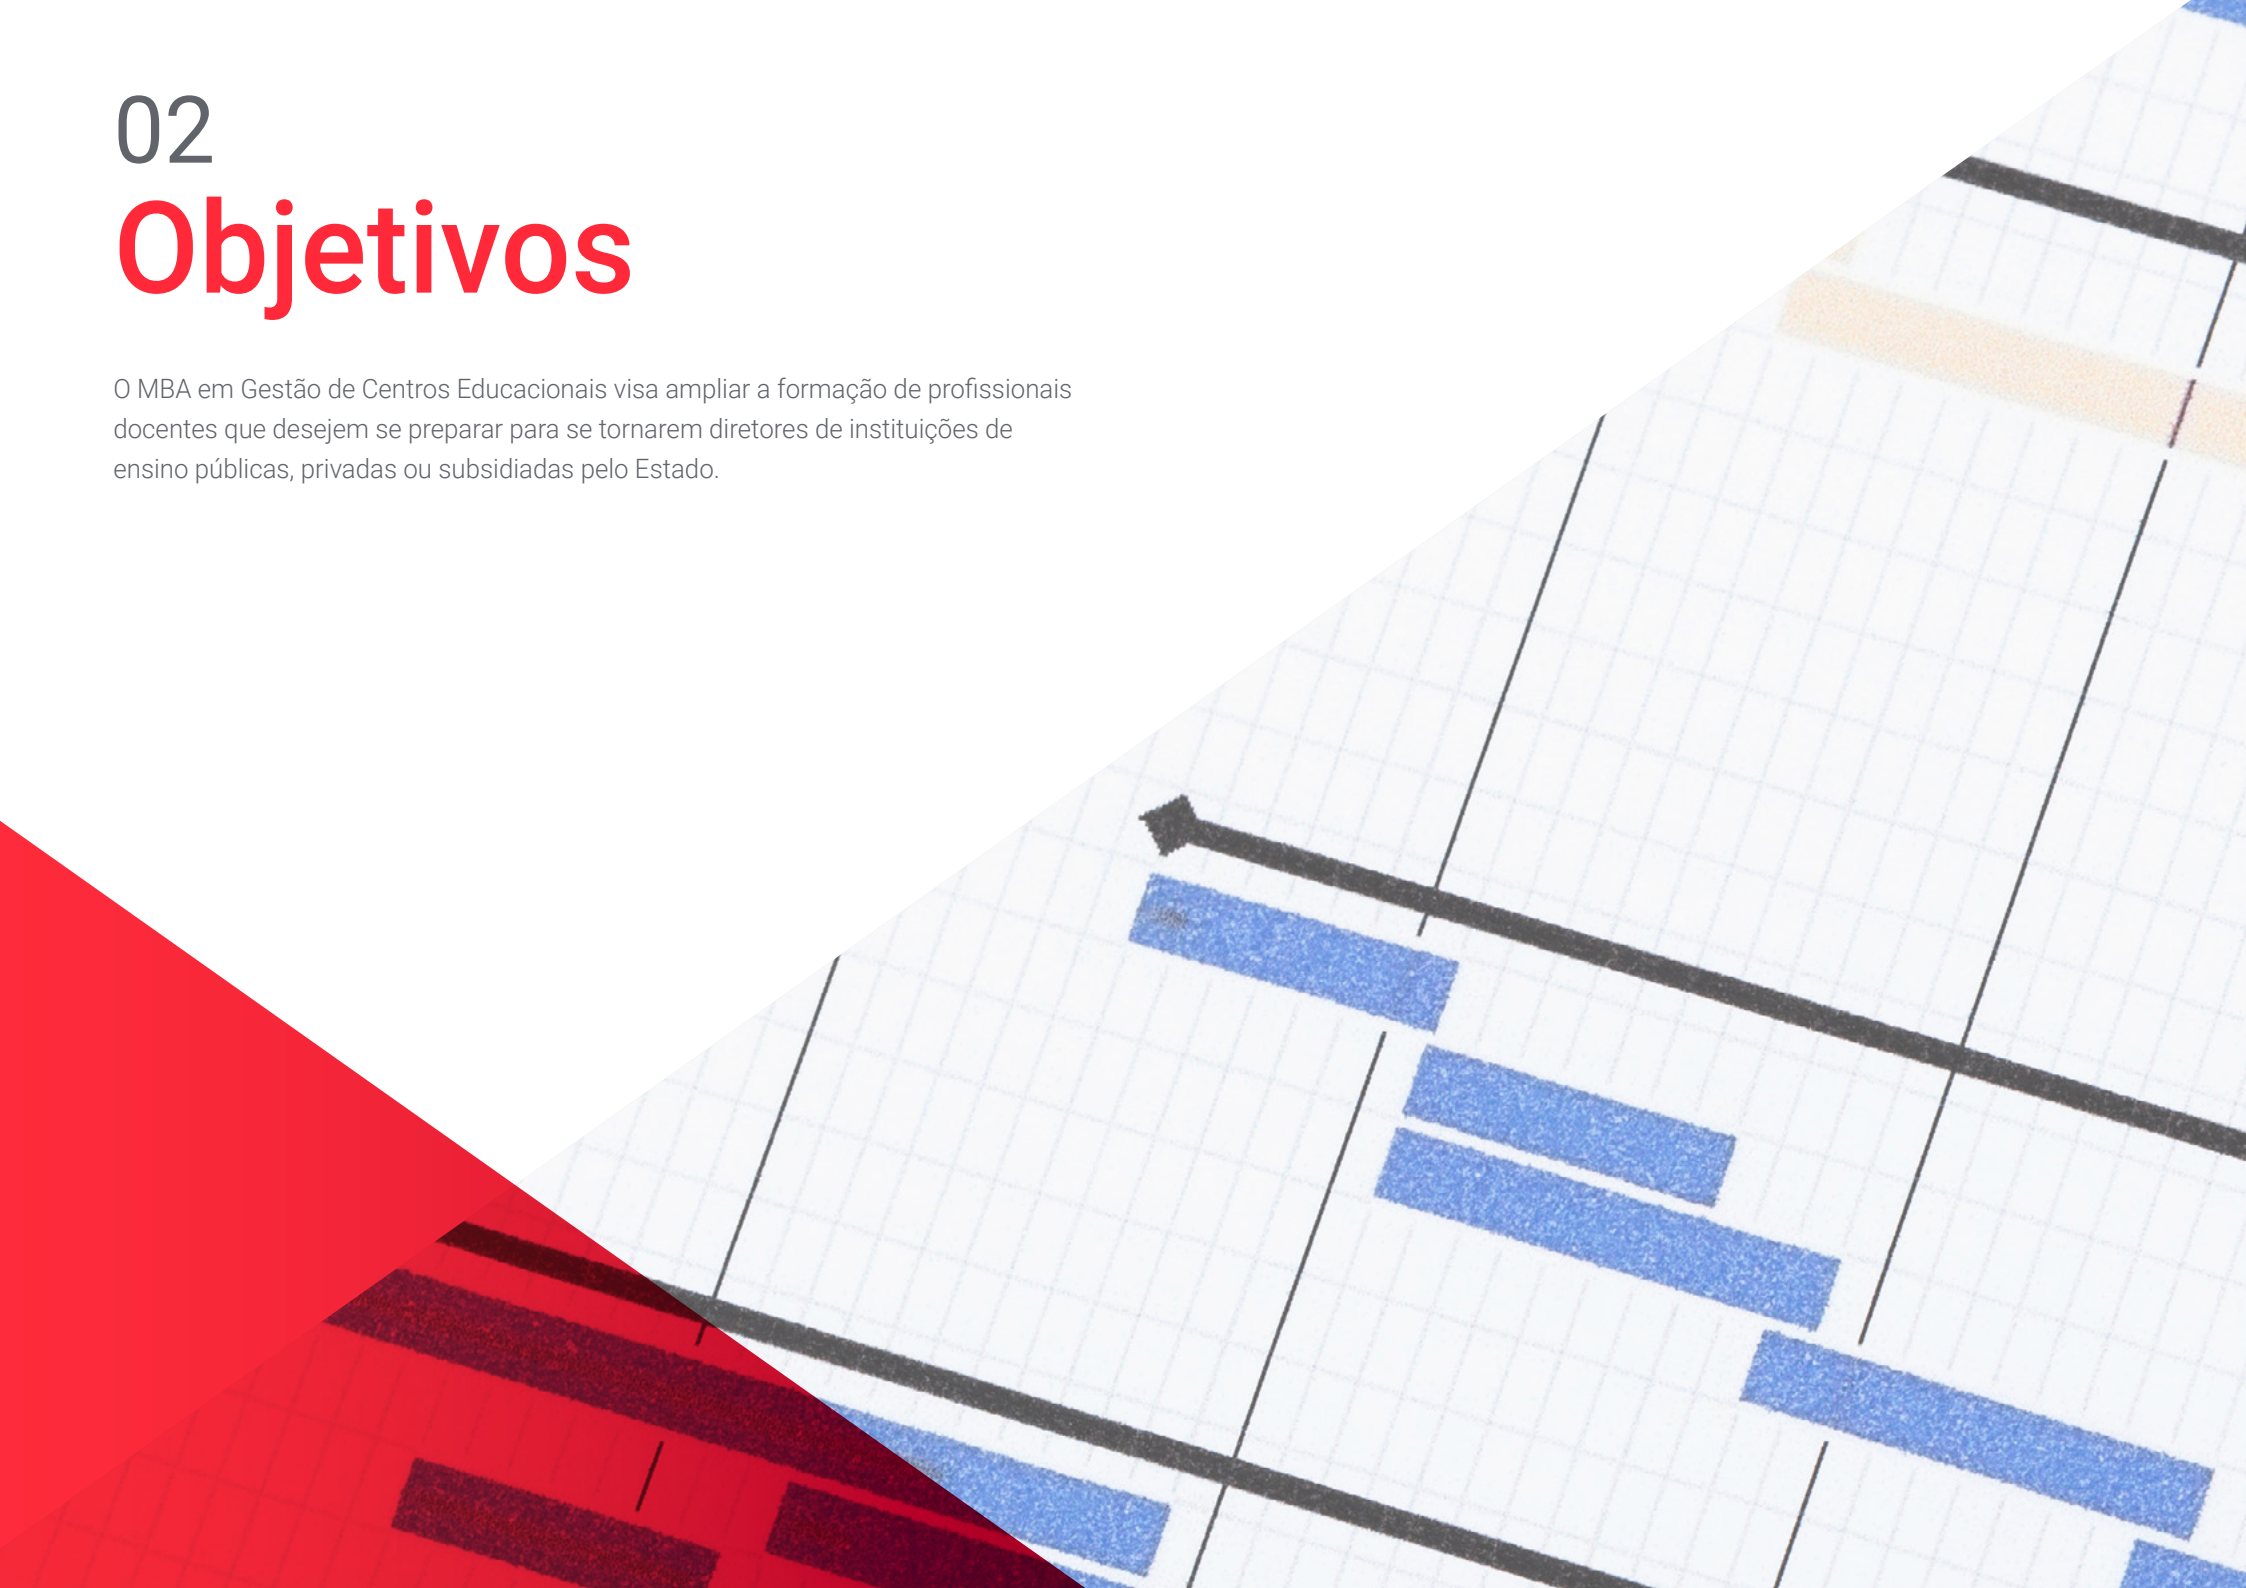 02
Objetivos
O MBA em Gestão de Centros Educacionais visa ampliar a formação de profissionais
docentes que desejem se preparar para se tornarem diretores de instituições de
ensino públicas, privadas ou subsidiadas pelo Estado.